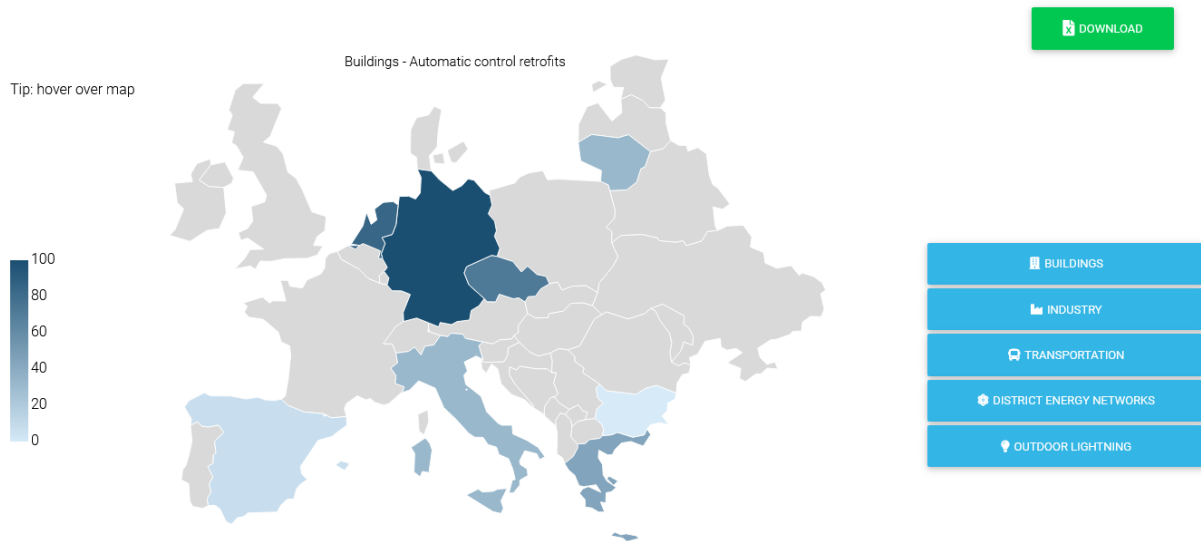 DOWNLOAD
Buildings - Automatic control retrofits
Tip: hover over map
100
80
60
40
20
0
BUILDINGS
INDUSTRY
TRANSPORTATION
DISTRICT ENERGY NETWORKS
OUTDOOR LIGHTNING